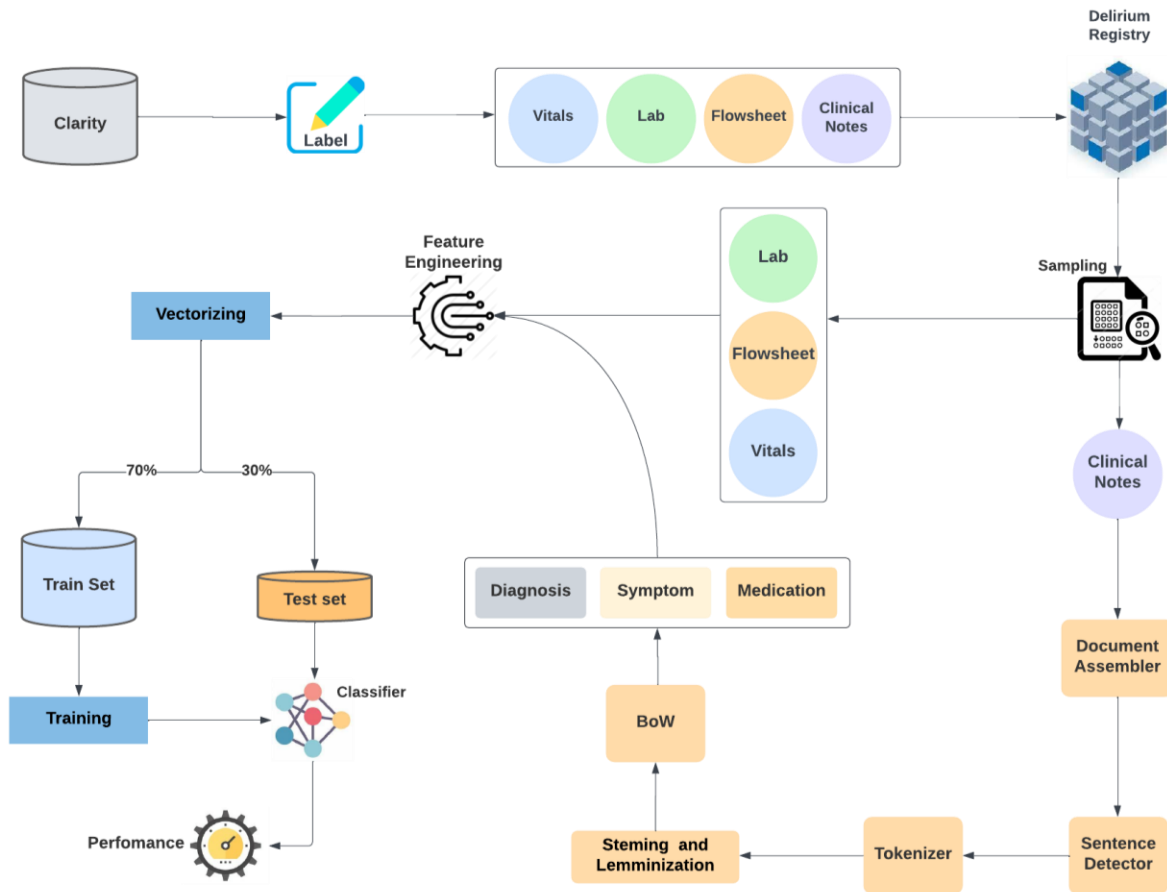 Delirium
Registry
Clarity
Label
Vitals
Lab
Flowsheet
Clinical
Notes
Sampling
Feature
Engineering
Vectorizing
Lab
Flowsheet
Vitals
Clinical
Notes
70%
30%
Train Set
Test set
Diagnosis
Symptom
Medication
Document
Assembler
Training
Classifier
BoW
Perfomance
Steming and
Lemminization
Tokenizer
Sentence
Detector